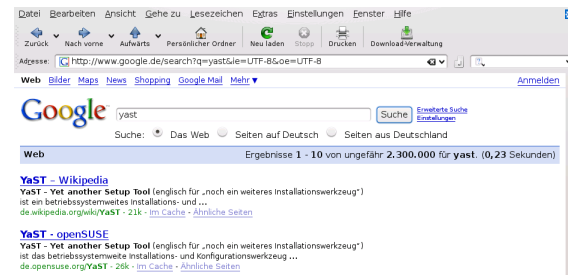 Datei Bearbeiten Ansicht Gehe zu Lesezeichen Extras Einstellungen Fenster Hilfe
Zurück Nach vorne Aufwärts Persönlicher Ordner Neu laden Stopp Drucken Download-Verwaltung
Adresse: http://www.google.de/search?q=yast&ie=UTF-8&oe=UTF-8
Web Bilder Maps News Shopping Google Mail Mehr Anmelden
Google yast Suche Erweiterte Suche
Einstellungen
Suche: Das Web Seiten auf Deutsch Seiten aus Deutschland
Web Ergebnisse 1 - 10 von ungefähr 2.300.000 für yast. (0,23 Sekunden)
YaST – Wikipedia
YaST - Yet another Setup Tool (englisch für „noch ein weiteres Installationswerkzeug“)
ist ein betriebssystemweites Installations- und ...
de.wikipedia.org/wiki/YaST - 21k - Im Cache - Ähnliche Seiten
YaST - openSUSE
YaST - Yet another Setup Tool (englisch für „noch ein weiteres Installationswerkzeug“)
ist das betriebssystemweite Installations- und Konfigurationswerkzeug ...
de.opensuse.org/YaST - 26k - Im Cache - Ähnliche Seiten